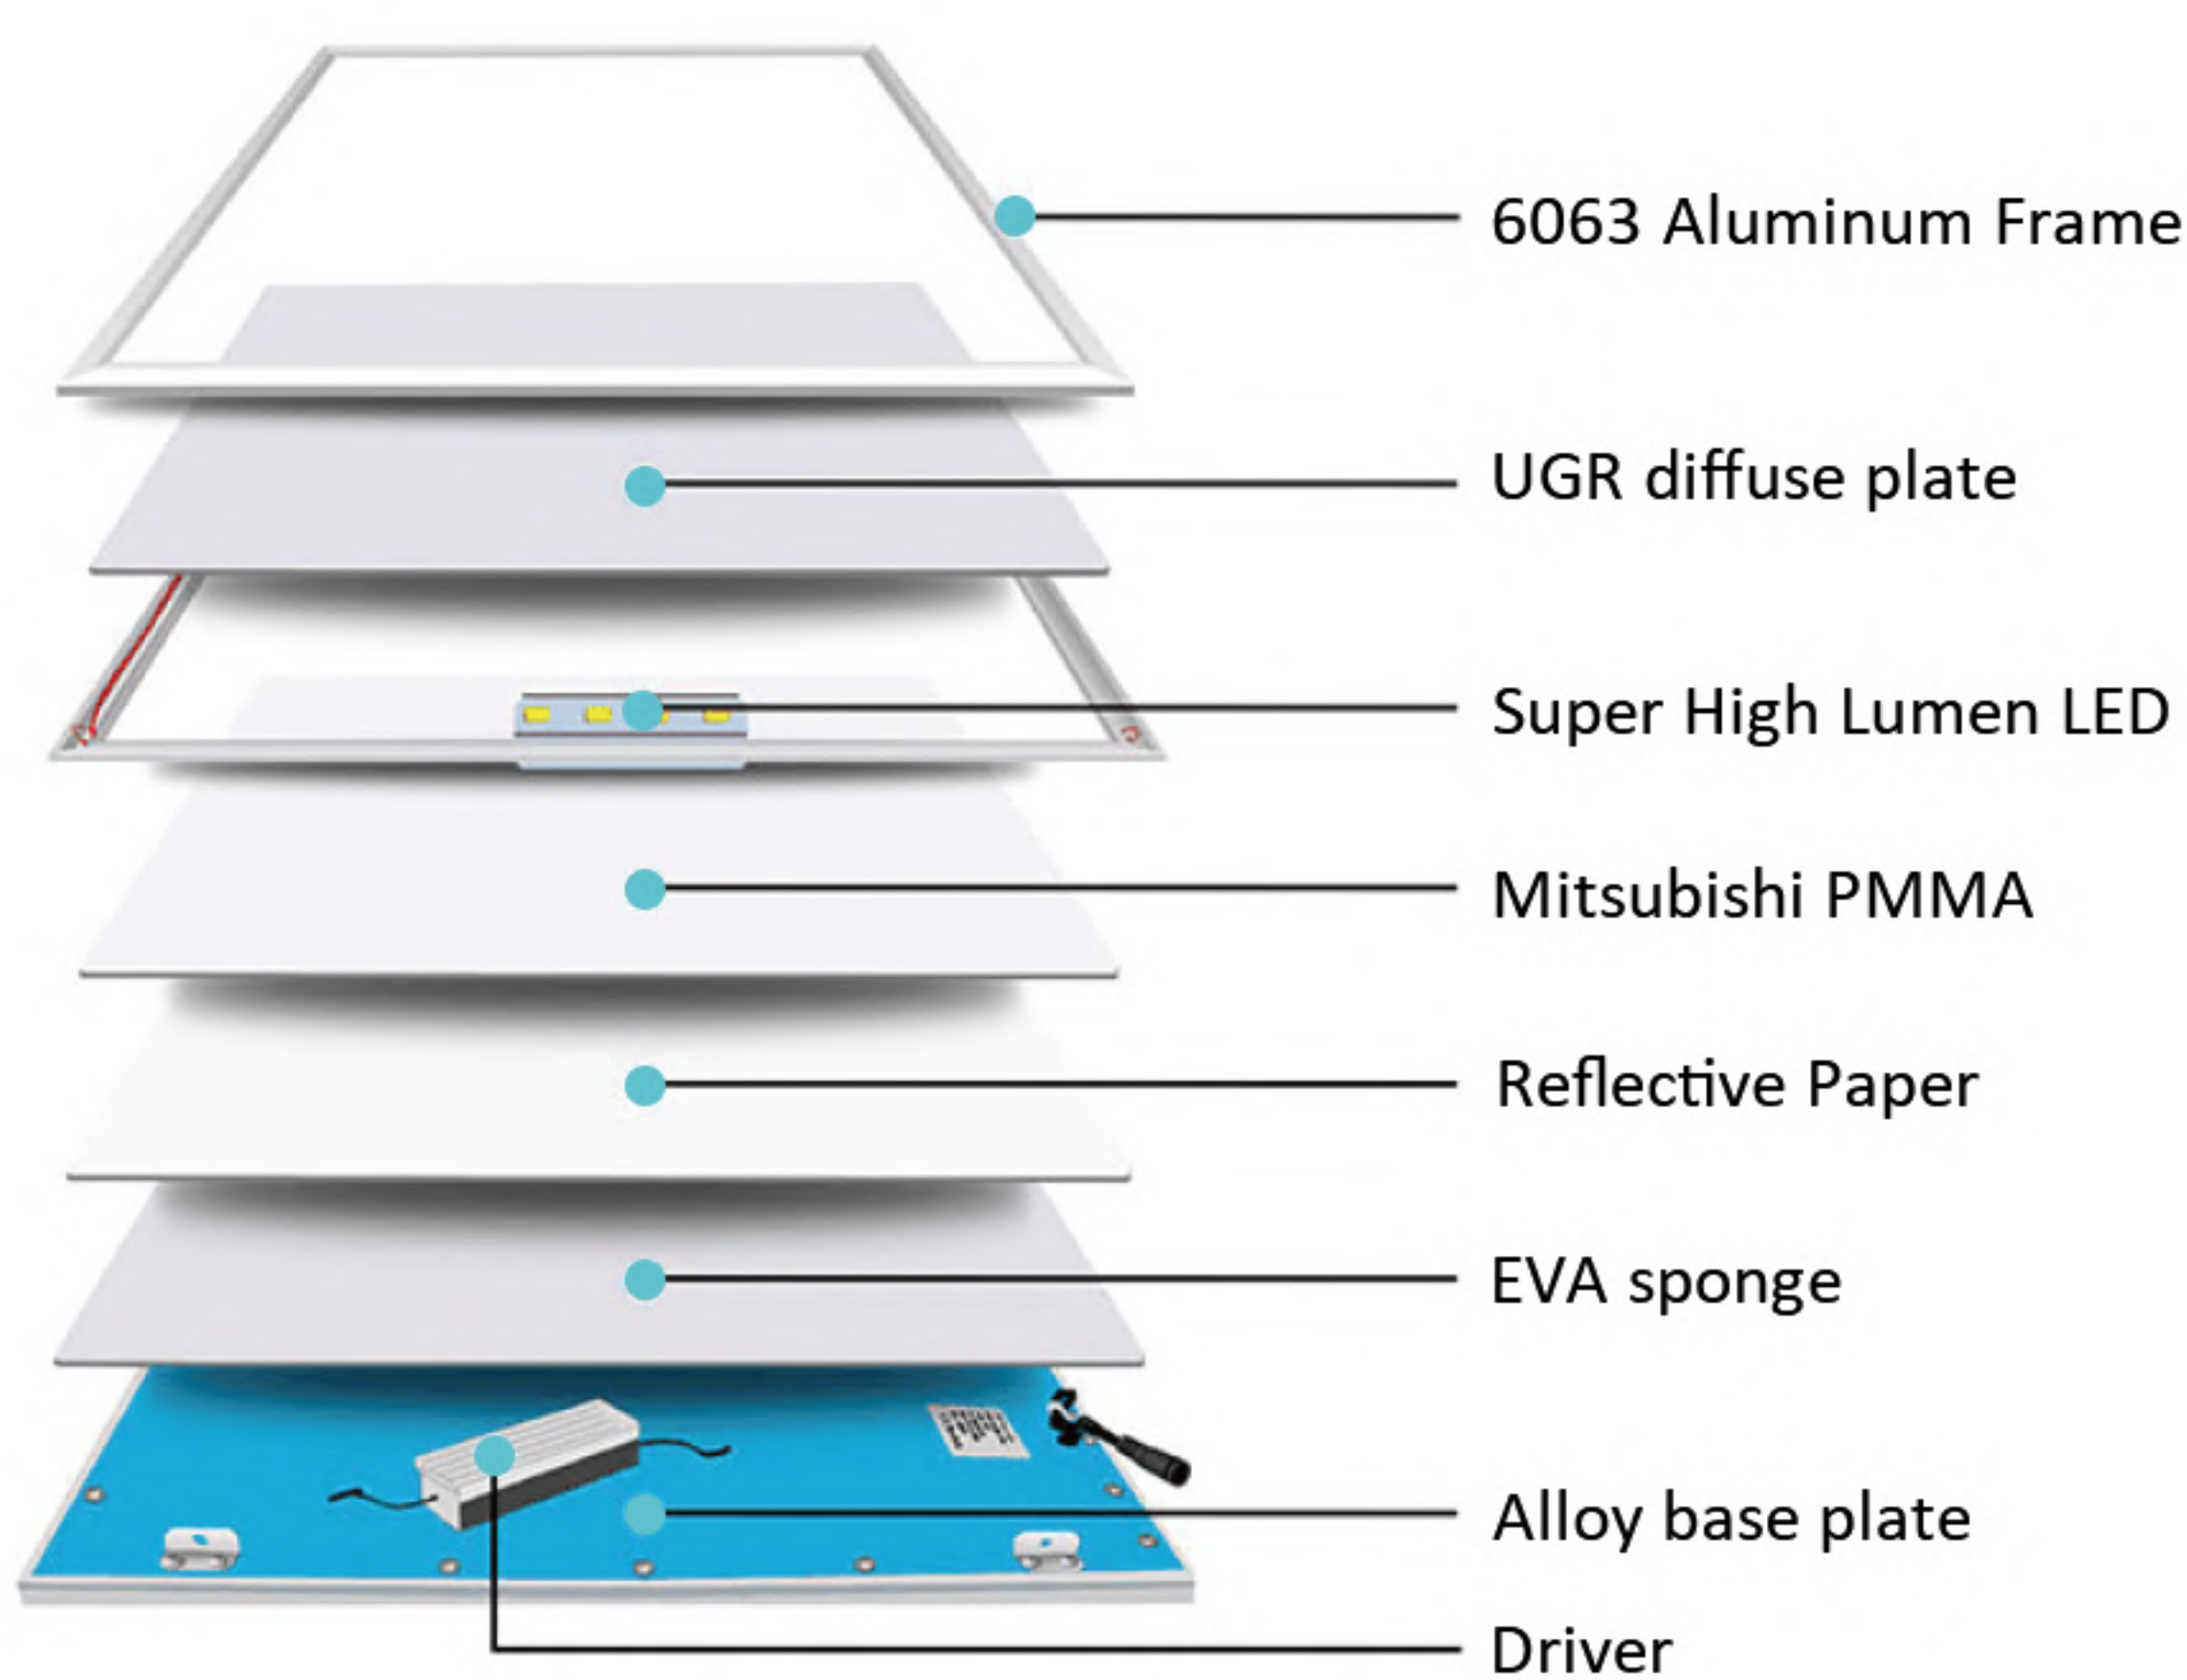 6063 Aluminum Frame
UGR diffuse plate
Super High Lumen LED
Mitsubishi PMMA
Reflective Paper
EVA sponge
Alloy base plate
Driver